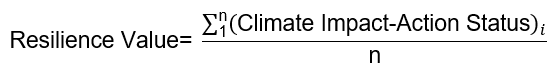 Resilience Value= ∑₁ⁿ(Climate Impact-Action Status)ᵢ
n